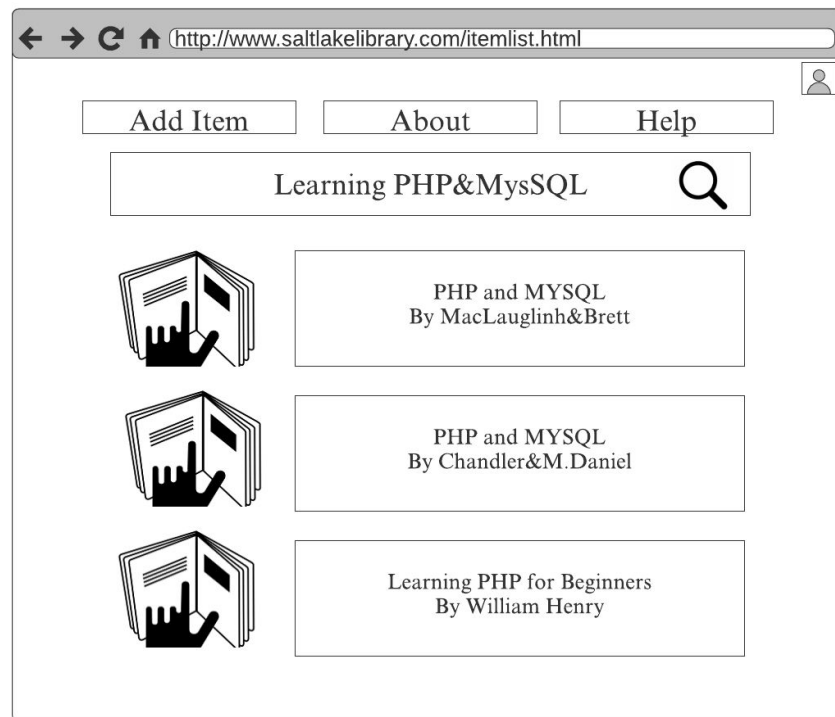 http://www.saltlakelibrary.com/itemlist.html
Add Item
About
Help
Learning PHP&MysSQL
PHP and MYSQL
By MacLauglinh&Brett
PHP and MYSQL
By Chandler&M.Daniel
Learning PHP for Beginners
By William Henry